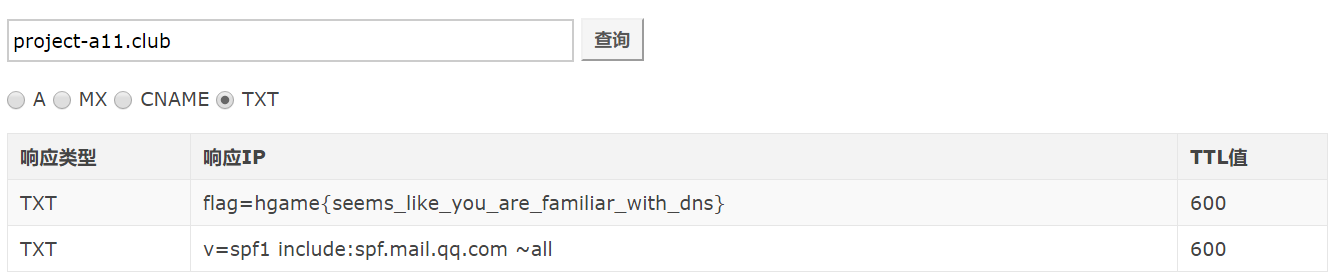 project-a11.club 查询
A MX CNAME TXT
响应类型 响应IP TTL值
TXT flag=hgame{seems_like_you_are_familiar_with_dns} 600
TXT v=spf1 include:spf.mail.qq.com ~all 600